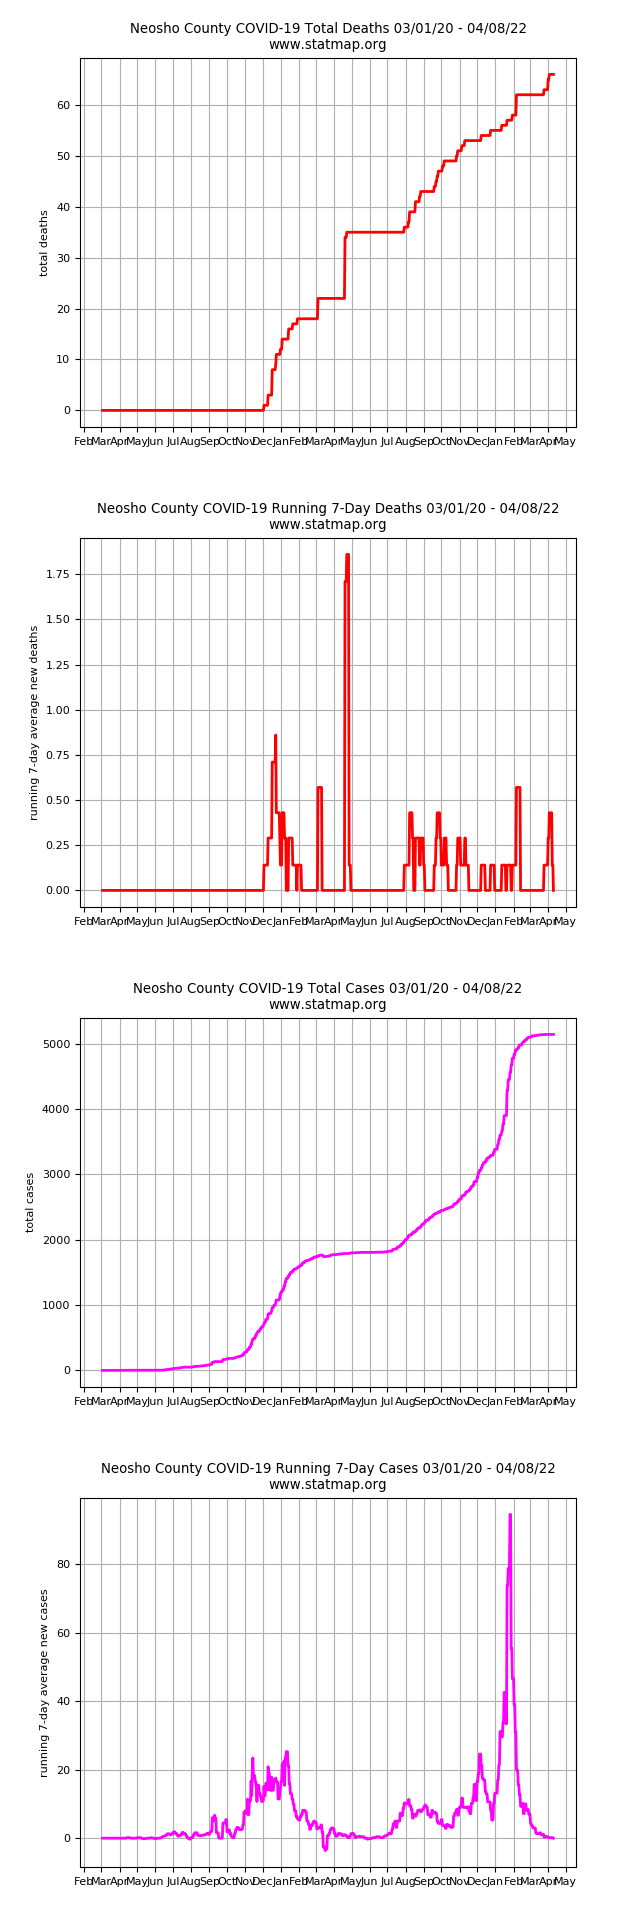 Neosho County COVID-19 Total Deaths 03/01/20 - 04/08/22
www.statmap.org
60
50
40
30
20
10
0
total deaths
Feb Mar Apr May Jun Jul Aug Sep Oct Nov Dec Jan Feb Mar Apr May Jun Jul Aug Sep Oct Nov Dec Jan Feb Mar Apr May
Neosho County COVID-19 Running 7-Day Deaths 03/01/20 - 04/08/22
www.statmap.org
1.75
1.50
1.25
1.00
0.75
0.50
0.25
0.00
running 7-day average new deaths
Feb Mar Apr May Jun Jul Aug Sep Oct Nov Dec Jan Feb Mar Apr May Jun Jul Aug Sep Oct Nov Dec Jan Feb Mar Apr May
Neosho County COVID-19 Total Cases 03/01/20 - 04/08/22
www.statmap.org
5000
4000
3000
2000
1000
0
total cases
Feb Mar Apr May Jun Jul Aug Sep Oct Nov Dec Jan Feb Mar Apr May Jun Jul Aug Sep Oct Nov Dec Jan Feb Mar Apr May
Neosho County COVID-19 Running 7-Day Cases 03/01/20 - 04/08/22
www.statmap.org
80
60
40
20
0
running 7-day average new cases
Feb Mar Apr May Jun Jul Aug Sep Oct Nov Dec Jan Feb Mar Apr May Jun Jul Aug Sep Oct Nov Dec Jan Feb Mar Apr May